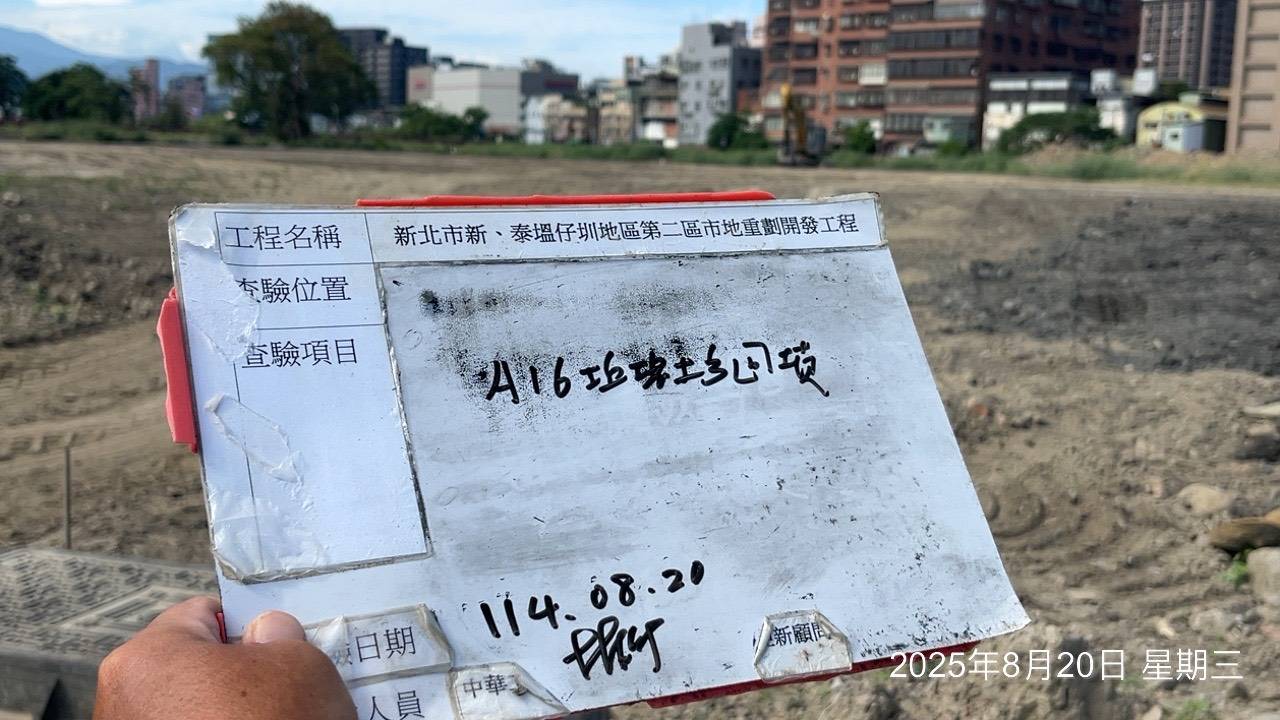 工程名稱 新北市新、泰塭仔圳地區第二區市地重劃開發工程
查驗位置
查驗項目
A16
回填
114.08.20
日期
新顧問
人員 中華
2025年8月20日 星期三